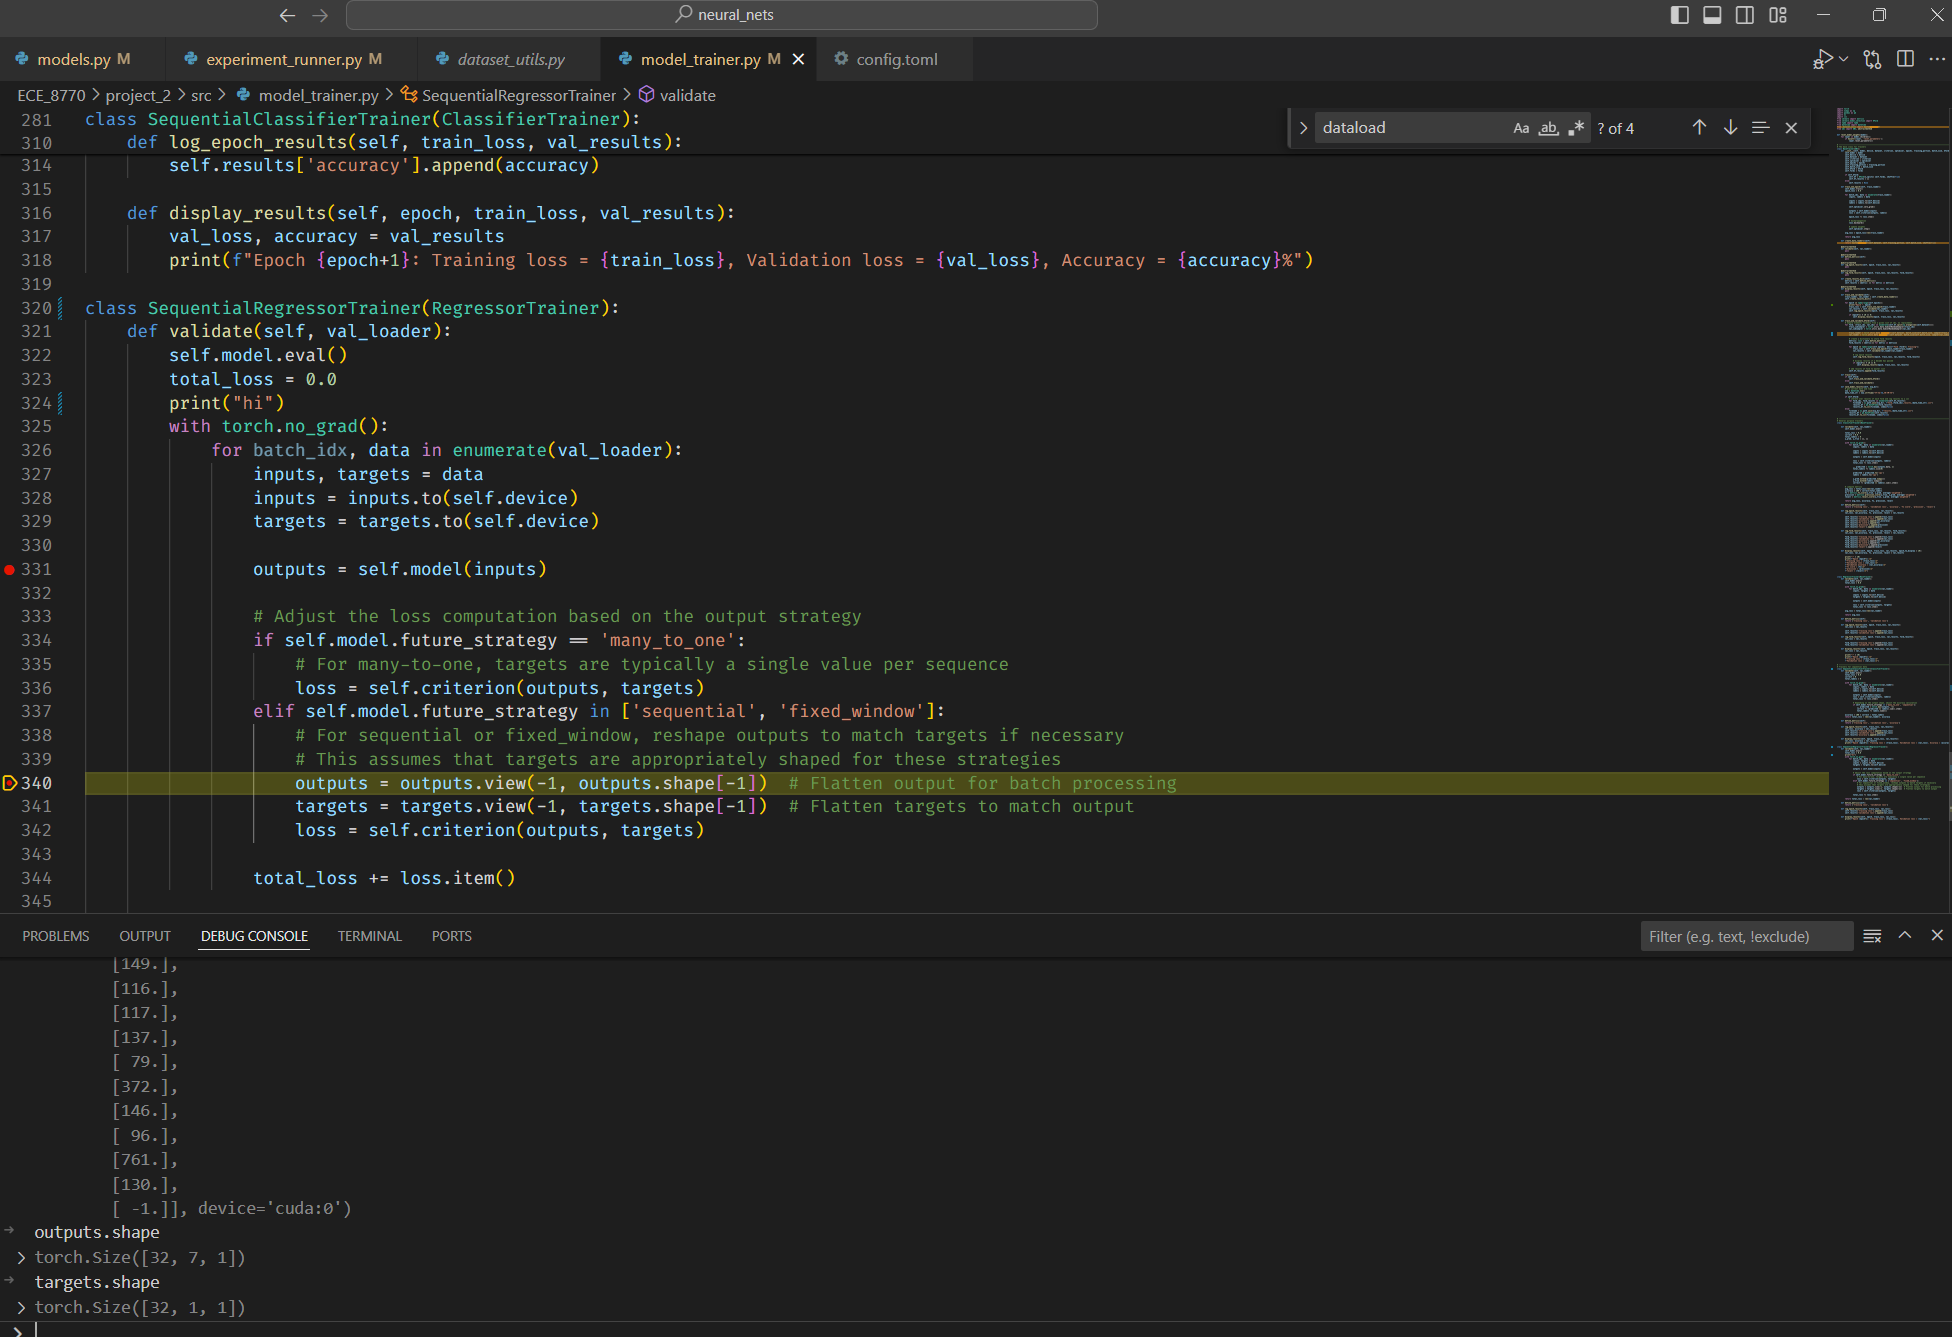 neural_nets
models.py M
experiment_runner.py M
dataset_utils.py
model_trainer.py M
config.toml
ECE_8770 > project_2 > src > model_trainer.py > SequentialRegressorTrainer > validate
dataload Aa ab .* ? of 4
281 class SequentialClassifierTrainer(ClassifierTrainer):
310 def log_epoch_results(self, train_loss, val_results):
314 self.results['accuracy'].append(accuracy)
315
316 def display_results(self, epoch, train_loss, val_results):
317 val_loss, accuracy = val_results
318 print(f"Epoch {epoch+1}: Training loss = {train_loss}, Validation loss = {val_loss}, Accuracy = {accuracy}%")
319
320 class SequentialRegressorTrainer(RegressorTrainer):
321 def validate(self, val_loader):
322 self.model.eval()
323 total_loss = 0.0
324 print("hi")
325 with torch.no_grad():
326 for batch_idx, data in enumerate(val_loader):
327 inputs, targets = data
328 inputs = inputs.to(self.device)
329 targets = targets.to(self.device)
330
331 outputs = self.model(inputs)
332
333 # Adjust the loss computation based on the output strategy
334 if self.model.future_strategy == 'many_to_one':
335 # For many-to-one, targets are typically a single value per sequence
336 loss = self.criterion(outputs, targets)
337 elif self.model.future_strategy in ['sequential', 'fixed_window']:
338 # For sequential or fixed_window, reshape outputs to match targets if necessary
339 # This assumes that targets are appropriately shaped for these strategies
340 outputs = outputs.view(-1, outputs.shape[-1]) # Flatten output for batch processing
341 targets = targets.view(-1, targets.shape[-1]) # Flatten targets to match output
342 loss = self.criterion(outputs, targets)
343
344 total_loss += loss.item()
345
PROBLEMS OUTPUT DEBUG CONSOLE TERMINAL PORTS
Filter (e.g. text, !exclude)
[149.],
[116.],
[117.],
[137.],
[ 79.],
[372.],
[146.],
[ 96.],
[761.],
[130.],
[ -1.]], device='cuda:0')
outputs.shape
torch.Size([32, 7, 1])
targets.shape
torch.Size([32, 1, 1])